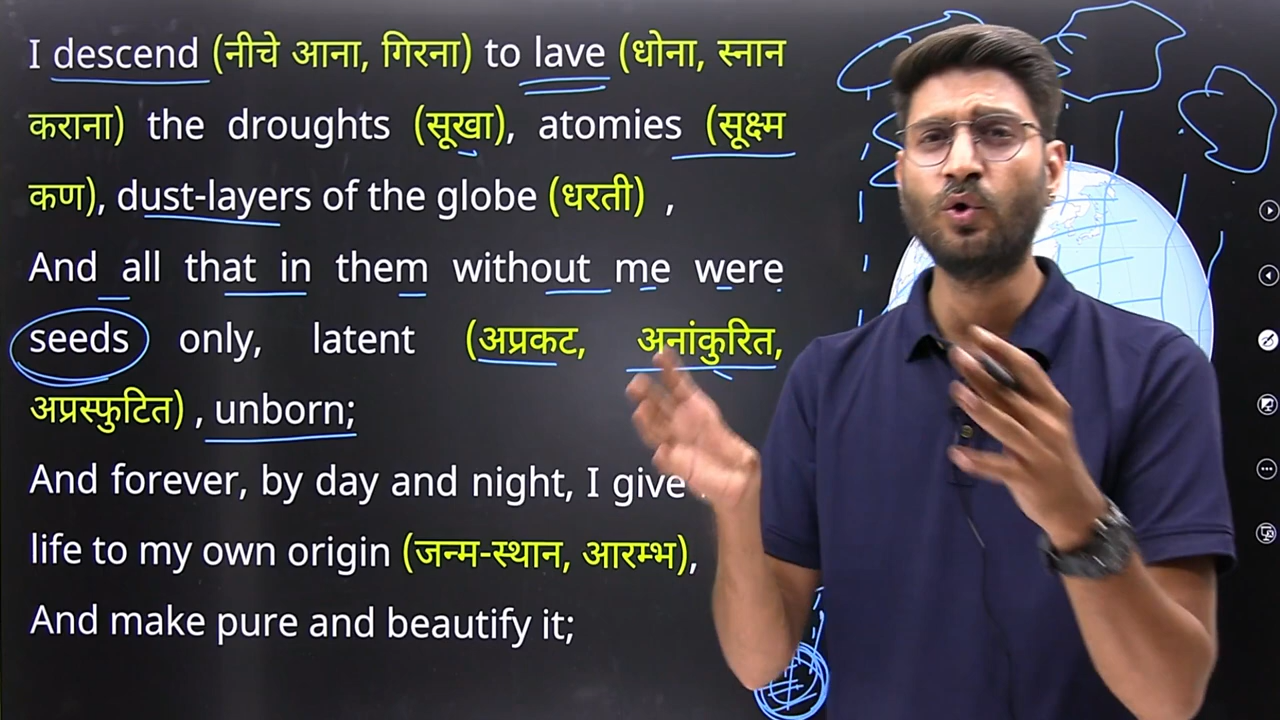 I descend (नीचे आना, गिरना) to lave (धोना, स्नान
कराना) the droughts (सूखा), atomies (सूक्ष्म
कण), dust-layers of the globe (धरती) ,
And all that in them without me were
seeds only, latent (अप्रकट, अनांकुरित,
अप्रस्फुटित) , unborn;
And forever, by day and night, I give
life to my own origin (जन्म-स्थान, आरम्भ),
And make pure and beautify it;